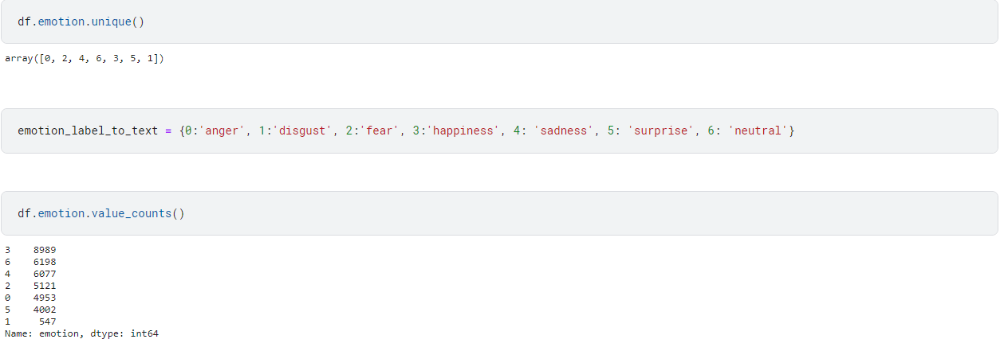 df.emotion.unique()
array([0, 2, 4, 6, 3, 5, 1])
emotion_label_to_text = {0:'anger', 1:'disgust', 2:'fear', 3:'happiness', 4: 'sadness', 5: 'surprise', 6: 'neutral'}
df.emotion.value_counts()
3    8989
6    6198
4    6077
2    5121
0    4953
5    4002
1     547
Name: emotion, dtype: int64